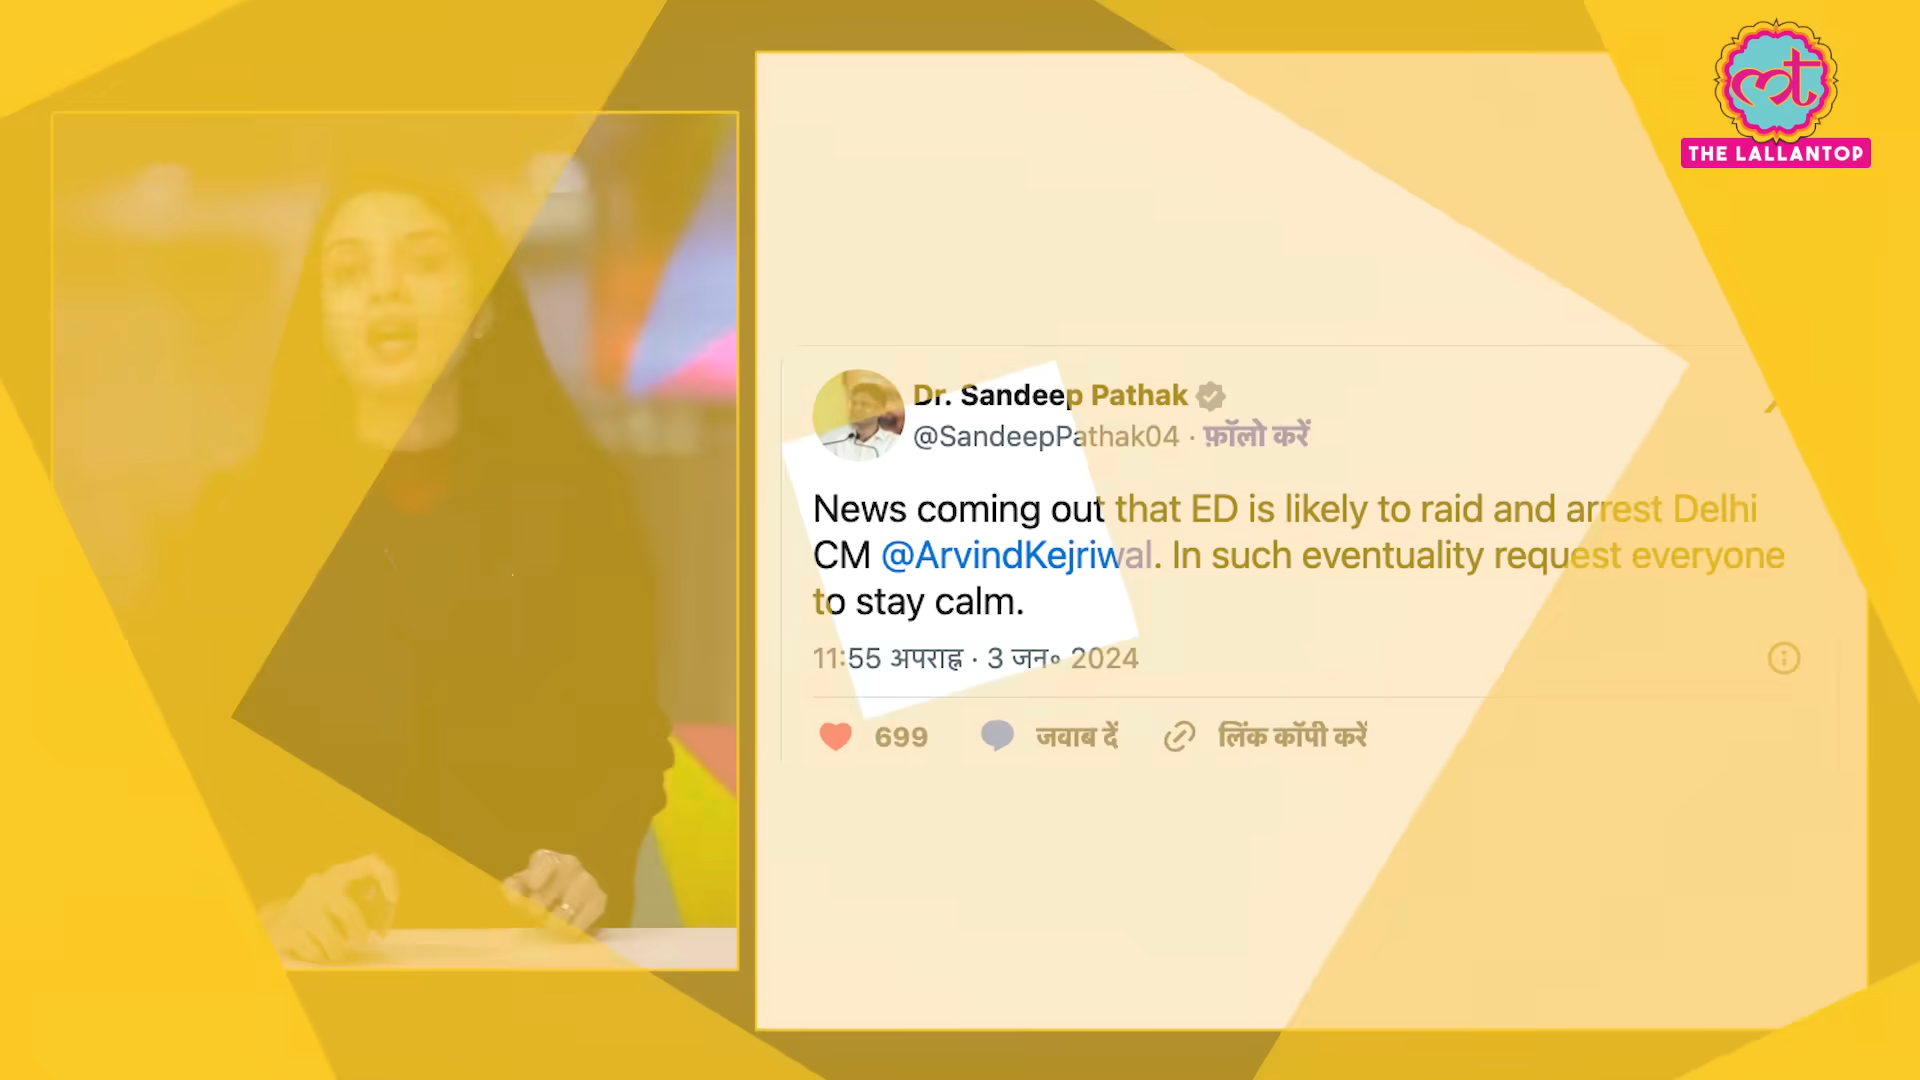 THE LALLANTOP
Dr. Sandeep Pathak
@SandeepPathak04 · फ़ॉलो करें
News coming out that ED is likely to raid and arrest Delhi
CM @ArvindKejriwal. In such eventuality request everyone
to stay calm.
11:55 अपराह्न · 3 जन॰ 2024
699 जवाब दें लिंक कॉपी करें